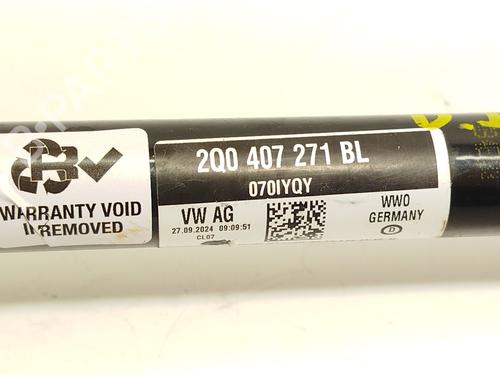 2Q0 407 271 BL
070IYQY
VW AG
27.09.2024 09:09:51
CL07
WWO
GERMANY
D
WARRANTY VOID
IF REMOVED